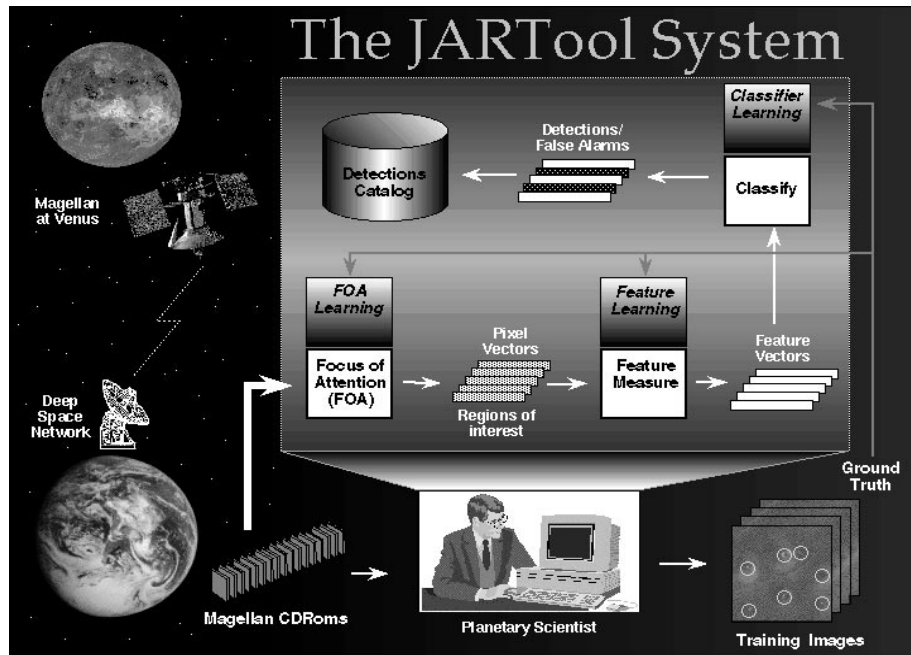 The JARTool System
Magellan
at Venus
Deep
Space
Network
Detections
Catalog
Detections/
False Alarms
Classifier
Learning
Classify
FOA
Learning
Focus of
Attention
(FOA)
Pixel
Vectors
Regions of
interest
Feature
Learning
Feature
Measure
Feature
Vectors
Ground
Truth
Magellan CDRoms
Planetary Scientist
Training Images